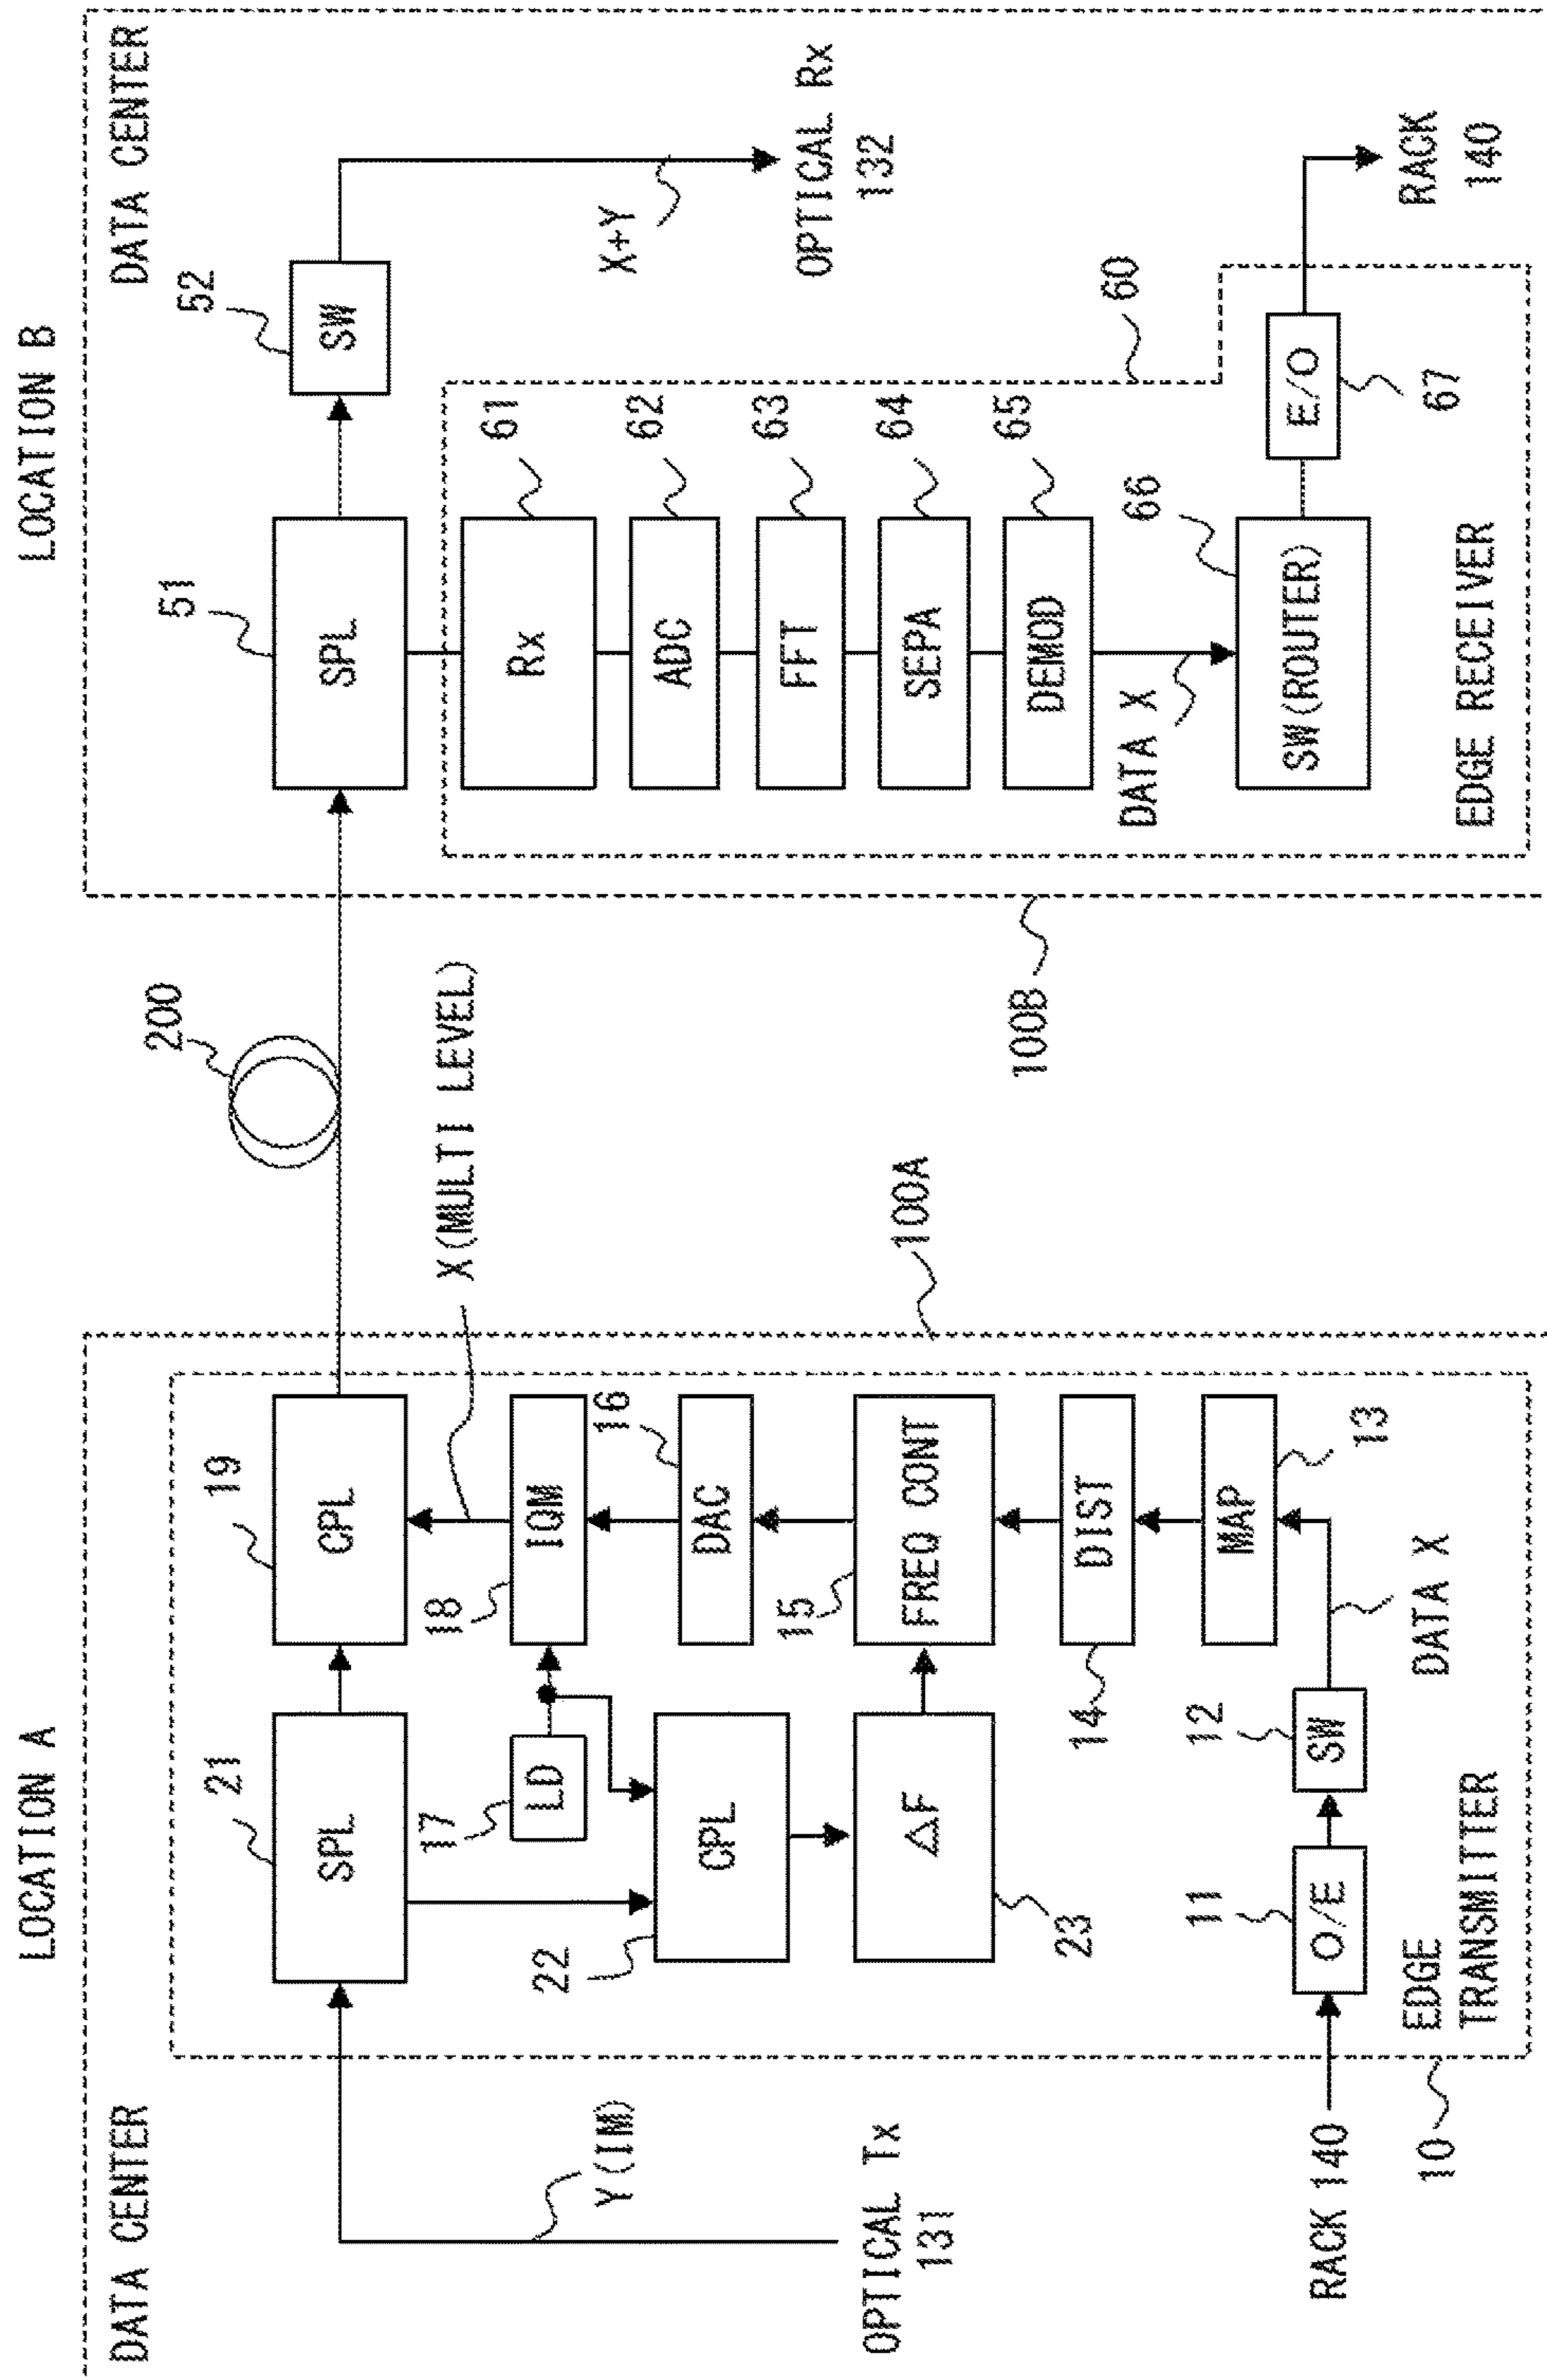 LOCATION A
LOCATION B
DATA CENTER
DATA CENTER
200
21
SPL
19
CPL
51
SPL
52
SW
Y(IM)
OPTICAL Tx
131
17
LD
18
IQM
X(MULTI LEVEL)
22
CPL
16
DAC
23
△F
15
FREQ CONT
14
DIST
13
MAP
RACK 140
11
O/E
12
SW
DATA X
EDGE
TRANSMITTER
10
100A
100B
X+Y
OPTICAL Rx
132
Rx
61
ADC
62
FFT
63
SEPA
64
DEMOD
65
60
DATA X
66
SW(ROUTER)
E/O
67
RACK
140
EDGE RECEIVER